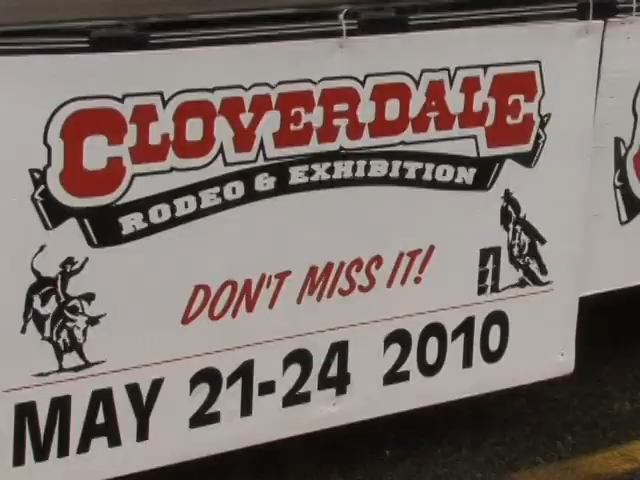 CLOVERDALE
RODEO & EXHIBITION
DON'T MISS IT!
MAY 21-24 2010